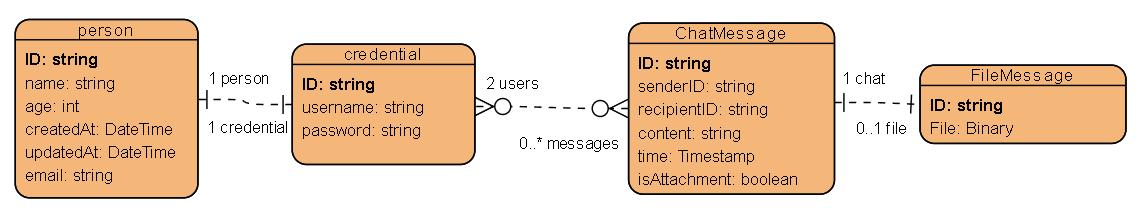 person
ID: string
name: string
age: int
createdAt: DateTime
updatedAt: DateTime
email: string
1 person
1 credential
credential
ID: string
username: string
password: string
2 users
0..* messages
ChatMessage
ID: string
senderID: string
recipientID: string
content: string
time: Timestamp
isAttachment: boolean
1 chat
0..1 file
FileMessage
ID: string
File: Binary